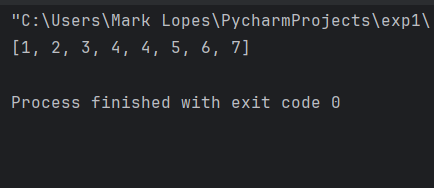 "C:\Users\Mark Lopes\PycharmProjects\exp1\
[1, 2, 3, 4, 4, 5, 6, 7]
Process finished with exit code 0